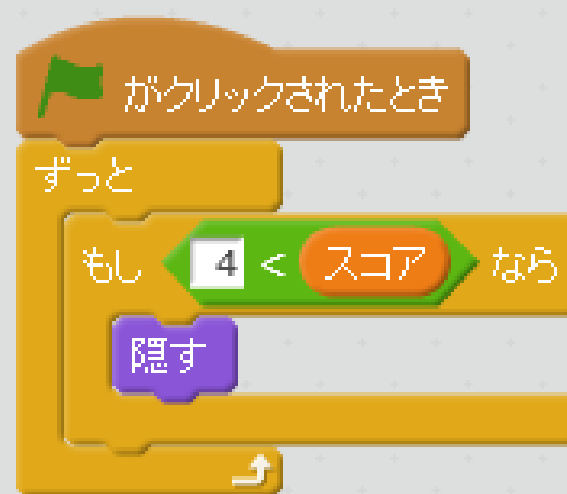 がクリックされたとき
ずっと
もし 4 < スコア なら
隠す